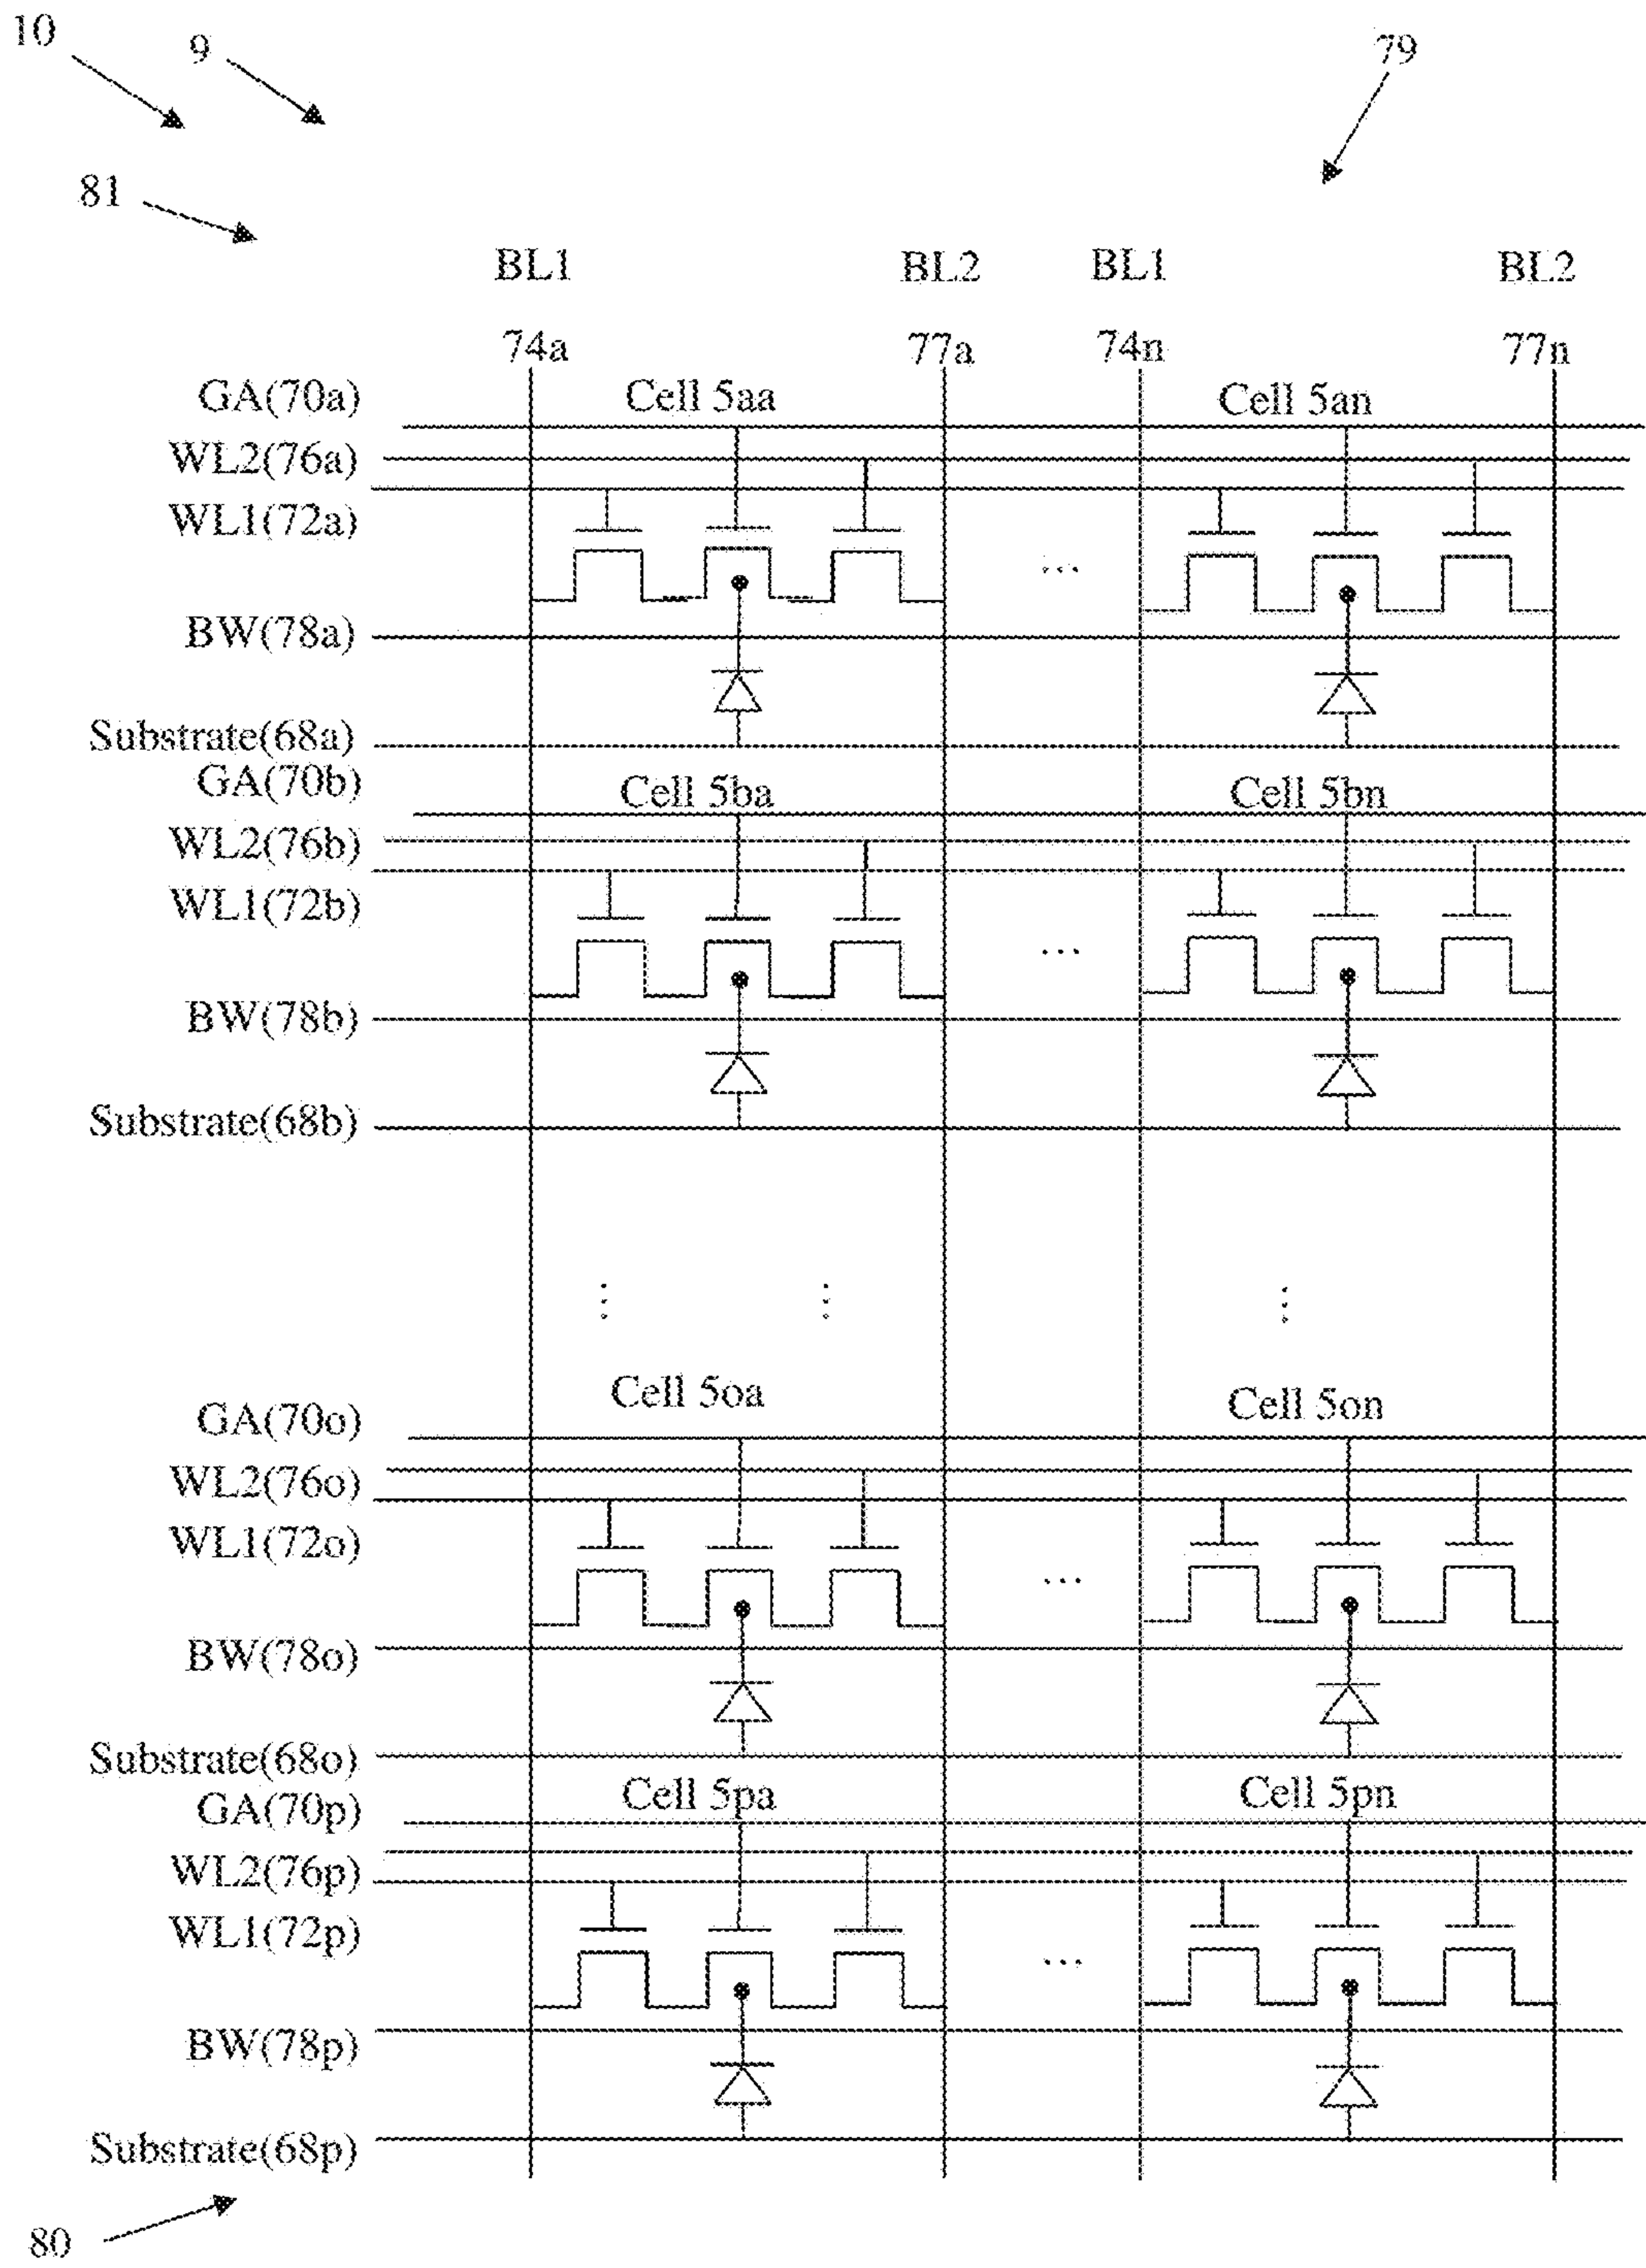 10
9
79
81
BL1
BL2
BL1
BL2
74a
77a
74n
77n
GA(70a)
Cell 5aa
Cell 5an
WL2(76a)
WL1(72a)
...
BW(78a)
Substrate(68a)
GA(70b)
Cell 5ba
Cell 5bn
WL2(76b)
WL1(72b)
...
BW(78b)
Substrate(68b)
Cell 5oa
Cell 5on
GA(70o)
WL2(76o)
WL1(72o)
...
BW(78o)
Substrate(68o)
GA(70p)
Cell 5pa
Cell 5pn
WL2(76p)
WL1(72p)
...
BW(78p)
Substrate(68p)
80